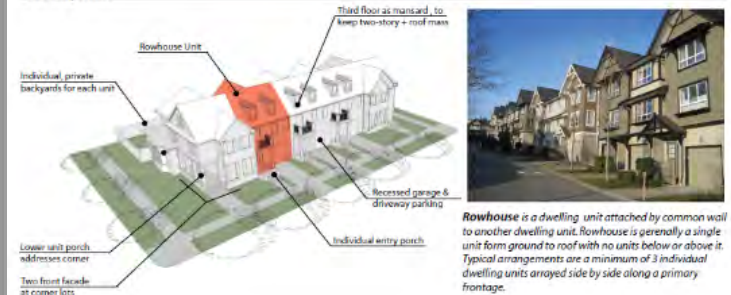 Third floor as mansard , to
keep two-story + roof mass
Rowhouse Unit
Individual, private
backyards for each unit
Recessed garage &
driveway parking
Individual entry porch
Lower unit porch
addresses corner
Two front facade
at corner lots
Rowhouse is a dwelling unit attached by common wall
to another dwelling unit. Rowhouse is gerenally a single
unit form ground to roof with no units below or above it.
Typical arrangements are a minimum of 3 individual
dwelling units arrayed side by side along a primary
frontage.